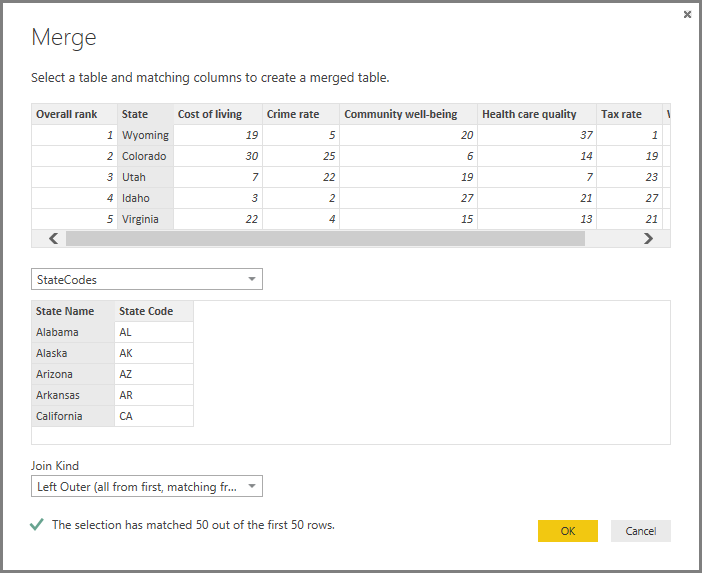 Merge
Select a table and matching columns to create a merged table.
Overall rank State Cost of living Crime rate Community well-being Health care quality Tax rate
1 Wyoming 19 5 20 37 1
2 Colorado 30 25 6 14 19
3 Utah 7 22 19 7 23
4 Idaho 3 2 27 21 27
5 Virginia 22 4 15 13 21
StateCodes
State Name State Code
Alabama AL
Alaska AK
Arizona AZ
Arkansas AR
California CA
Join Kind
Left Outer (all from first, matching fr...
The selection has matched 50 out of the first 50 rows.
OK Cancel